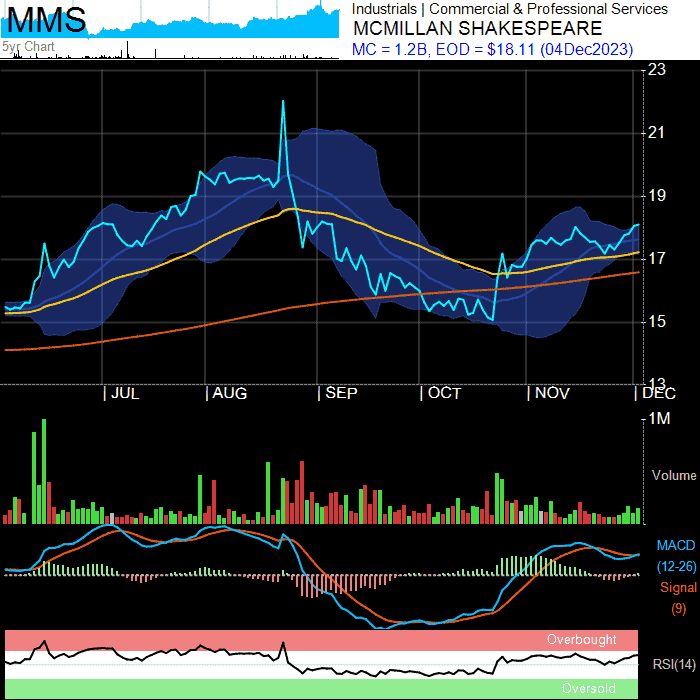 MMS
5yr Chart
Industrials | Commercial & Professional Services
MCMILLAN SHAKESPEARE
MC = 1.2B, EOD = $18.11 (04Dec2023)
23
21
19
17
15
13
JUL
AUG
SEP
OCT
NOV
DEC
1M
Volume
MACD
(12-26)
Signal
(9)
Overbought
RSI(14)
Oversold